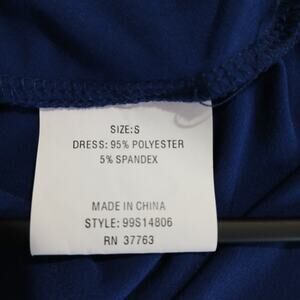 SIZE:S
DRESS: 95% POLYESTER
5% SPANDEX
MADE IN CHINA
STYLE: 99S14806
RN 37763